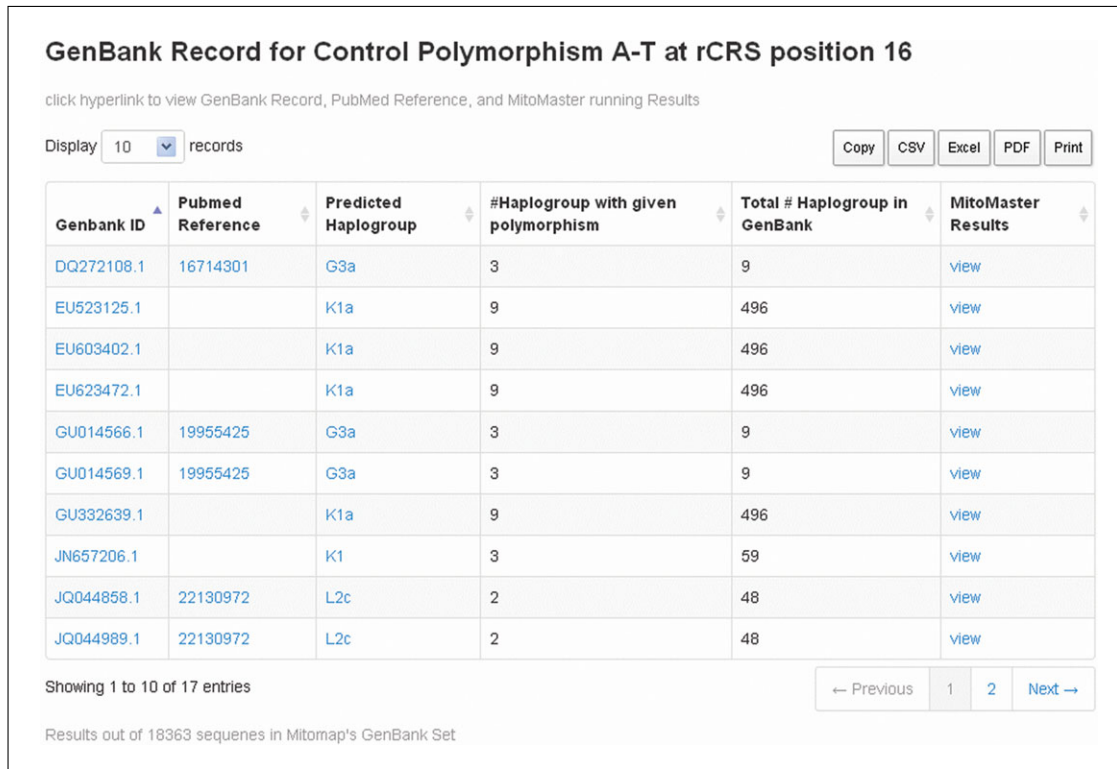 GenBank Record for Control Polymorphism A-T at rCRS position 16
click hyperlink to view GenBank Record, PubMed Reference, and MitoMaster running Results
Display 10 records Copy CSV Excel PDF Print
Genbank ID Pubmed Reference Predicted Haplogroup #Haplogroup with given polymorphism Total # Haplogroup in GenBank MitoMaster Results
DQ272108.1 16714301 G3a 3 9 view
EU523125.1 K1a 9 496 view
EU603402.1 K1a 9 496 view
EU623472.1 K1a 9 496 view
GU014566.1 19955425 G3a 3 9 view
GU014569.1 19955425 G3a 3 9 view
GU332639.1 K1a 9 496 view
JN657206.1 K1 3 59 view
JQ044858.1 22130972 L2c 2 48 view
JQ044989.1 22130972 L2c 2 48 view
Showing 1 to 10 of 17 entries ← Previous 1 2 Next →
Results out of 18363 sequenes in Mitomap's GenBank Set